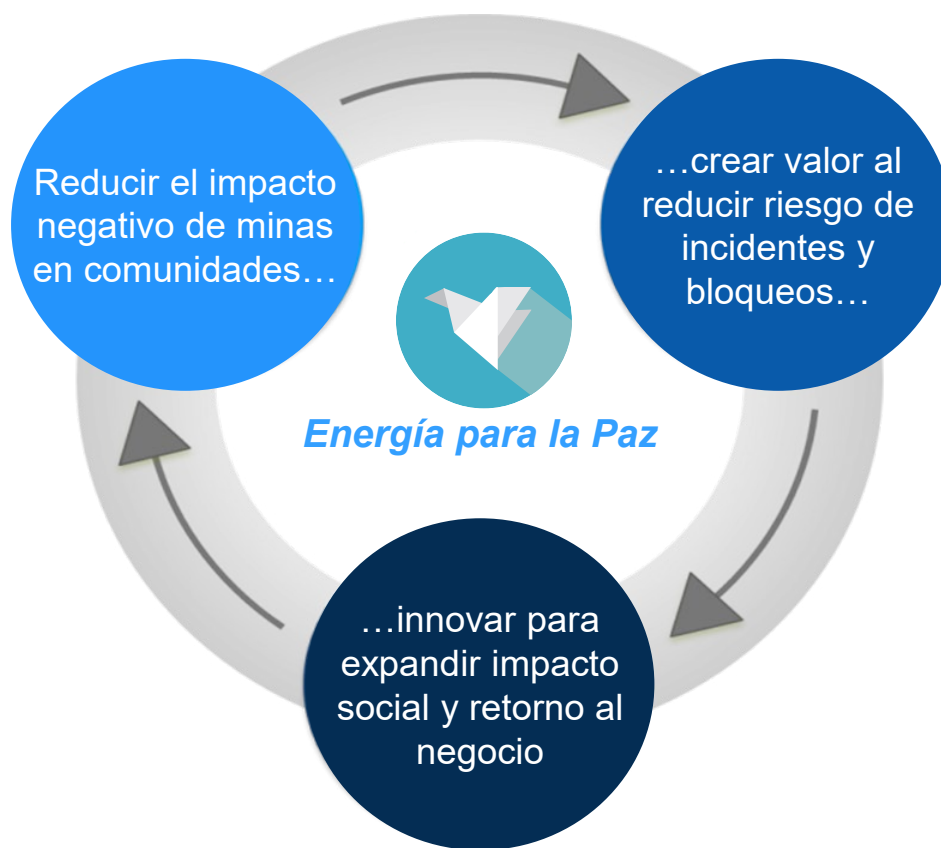 Reducir el impacto
negativo de minas
en comunidades…
…crear valor al
reducir riesgo de
incidentes y
bloqueos…
Energía para la Paz
…innovar para
expandir impacto
social y retorno al
negocio